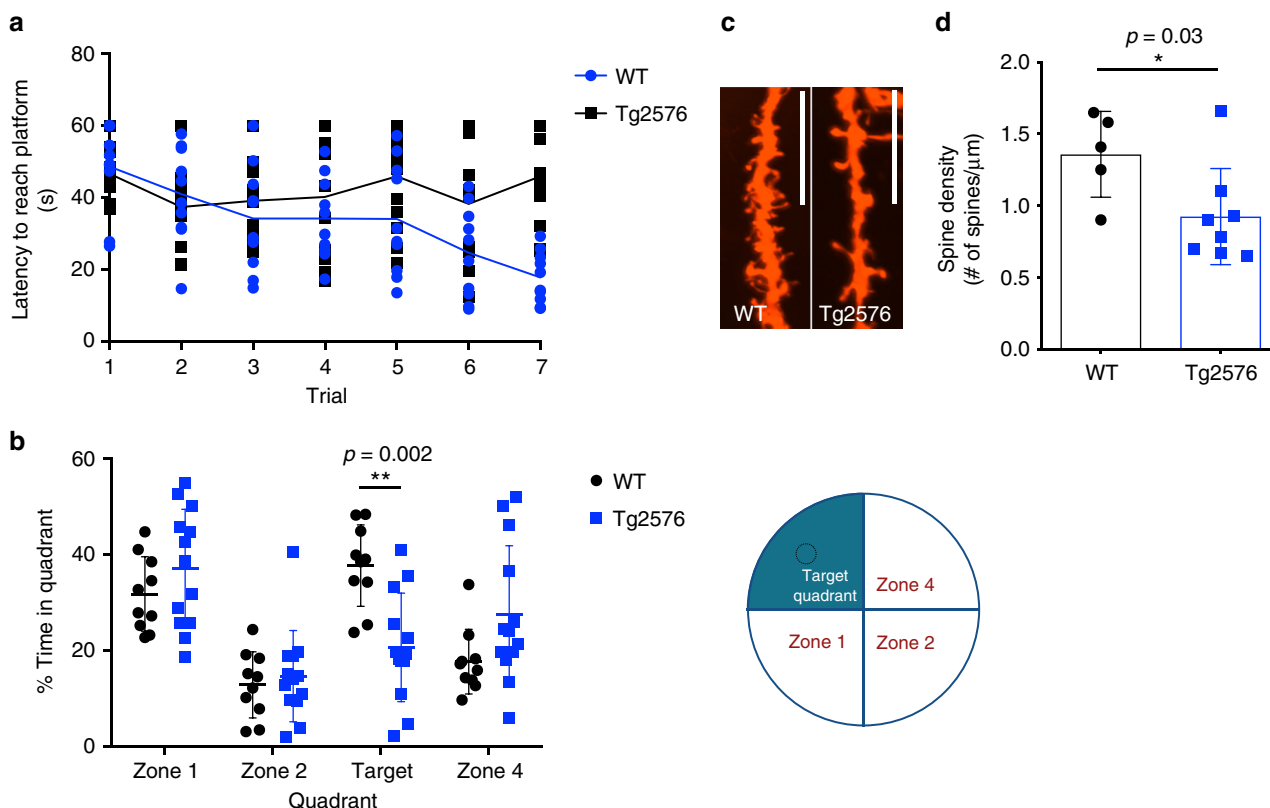 a
80
60
40
20
0
Latency to reach platform
(s)
1 2 3 4 5 6 7
Trial
WT
Tg2576
c
WT Tg2576
d
p = 0.03
*
2.0
1.5
1.0
0.5
0.0
Spine density
(# of spines/μm)
WT Tg2576
b
p = 0.002
**
60
40
20
0
% Time in quadrant
Zone 1 Zone 2 Target Zone 4
Quadrant
WT
Tg2576
Target
quadrant
Zone 4
Zone 1 Zone 2